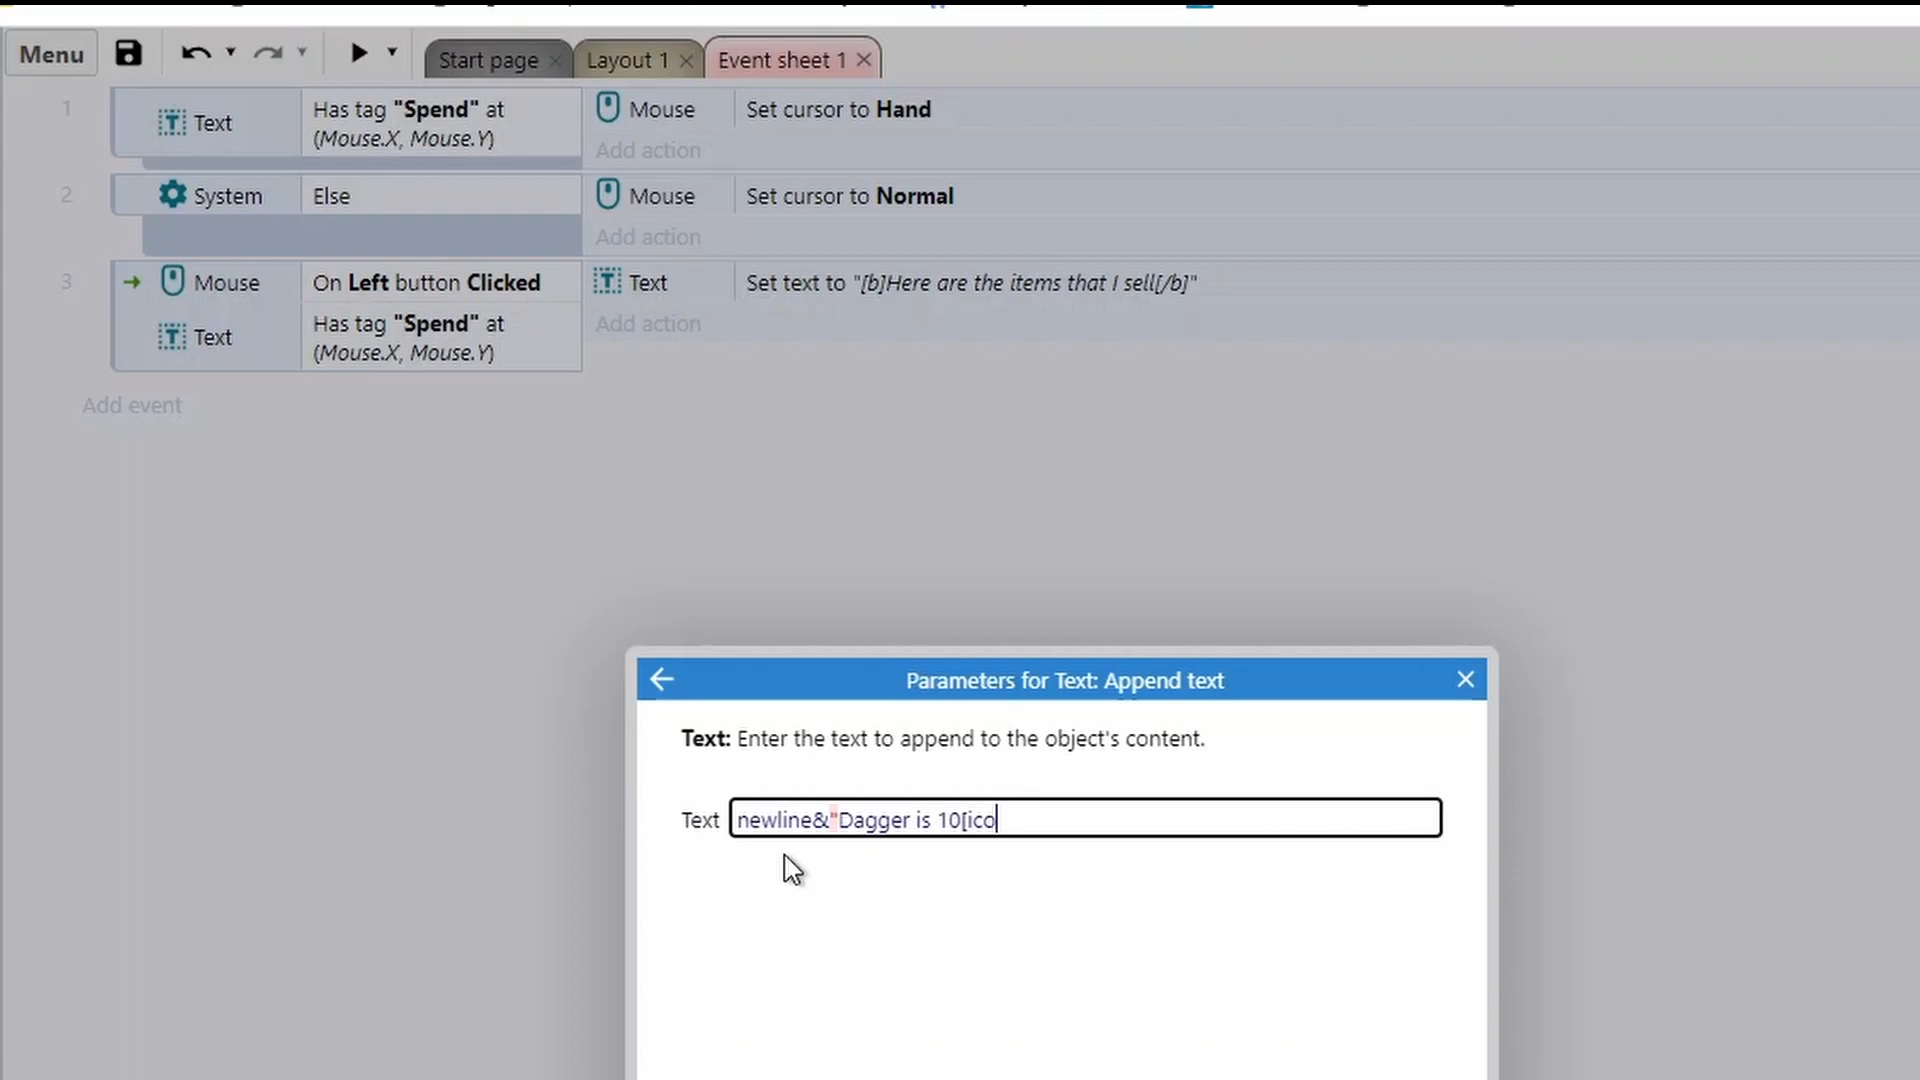 Menu
Start page
Layout 1
Event sheet 1
1
Text
Has tag "Spend" at
(Mouse.X, Mouse.Y)
Mouse
Set cursor to Hand
Add action
2
System
Else
Mouse
Set cursor to Normal
Add action
3
Mouse
On Left button Clicked
Text
Set text to "[b]Here are the items that I sell[/b]"
Text
Has tag "Spend" at
(Mouse.X, Mouse.Y)
Add action
Add event
Parameters for Text: Append text
Text: Enter the text to append to the object's content.
Text
newline&"Dagger is 10[ico